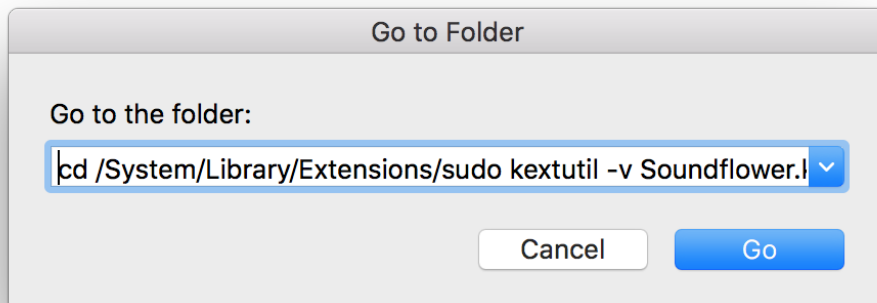 Go to Folder
Go to the folder:
cd /System/Library/Extensions/sudo kextutil -v Soundflower.k
Cancel
Go